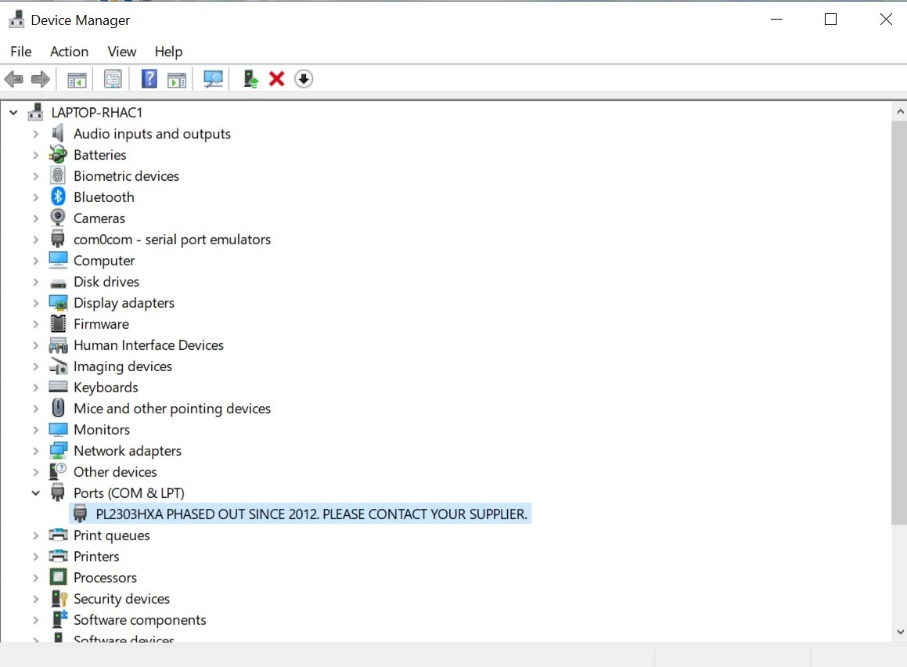 Device Manager
File Action View Help
LAPTOP-RHAC1
Audio inputs and outputs
Batteries
Biometric devices
Bluetooth
Cameras
com0com - serial port emulators
Computer
Disk drives
Display adapters
Firmware
Human Interface Devices
Imaging devices
Keyboards
Mice and other pointing devices
Monitors
Network adapters
Other devices
Ports (COM & LPT)
PL2303HXA PHASED OUT SINCE 2012. PLEASE CONTACT YOUR SUPPLIER.
Print queues
Printers
Processors
Security devices
Software components
Software devices